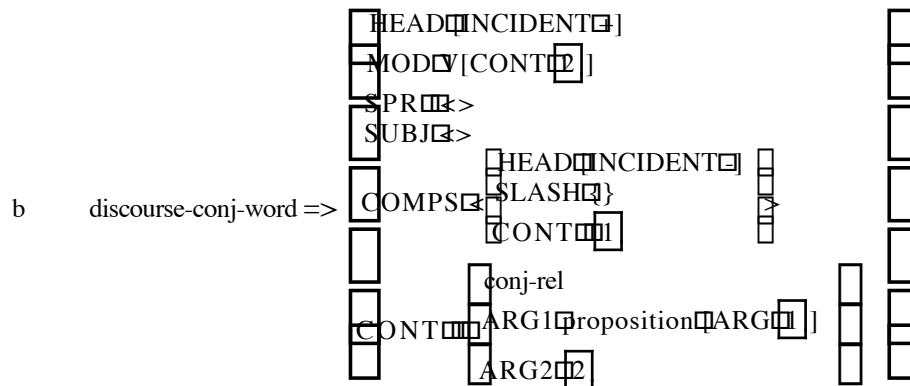 HEAD [INCIDENT +]
MOD V[CONT 2]
SPR <>
SUBJ <>
HEAD [INCIDENT -]
SLASH {}
b discourse-conj-word => COMPS < >
CONT 1
conj-rel
ARG1 proposition [ARG 1]
CONT
ARG2 2